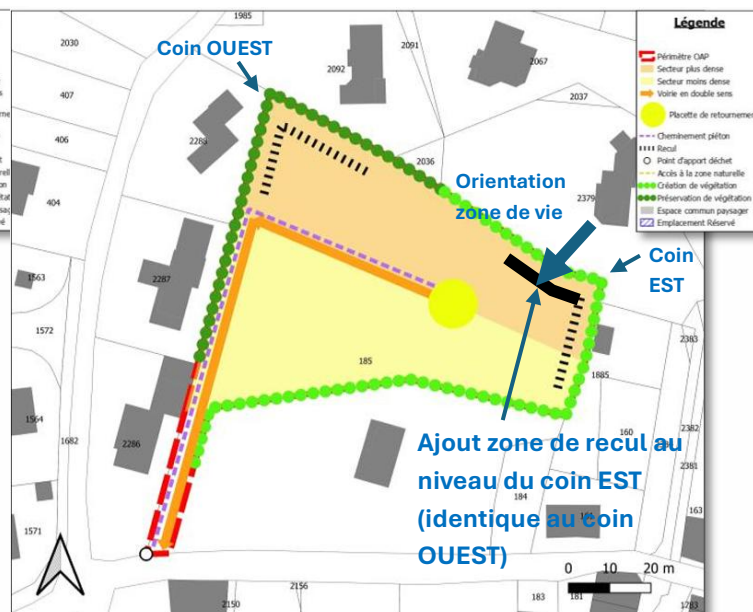 1985
Légende
2030
Coin OUEST
2091
2067
Périmètre OAP
Secteur plus dense
2092
Secteur moins dense
Voirie en double sens
407
2037
Placette de retournement
406
2036
Cheminement piéton
Recul
Point d'apport déchet
Accès à la zone naturelle
Création de végétation
Préservation de végétation
Espace commun paysager
Emplacement Réservé
404
Orientation
zone de vie
2379
Coin
EST
1563
2287
1572
2383
185
1885
1564
1682
2286
Ajout zone de recul au
niveau du coin EST
(identique au coin
OUEST)
160
2382
2381
184
163
1571
0 10 20 m
2156
2150
183
181